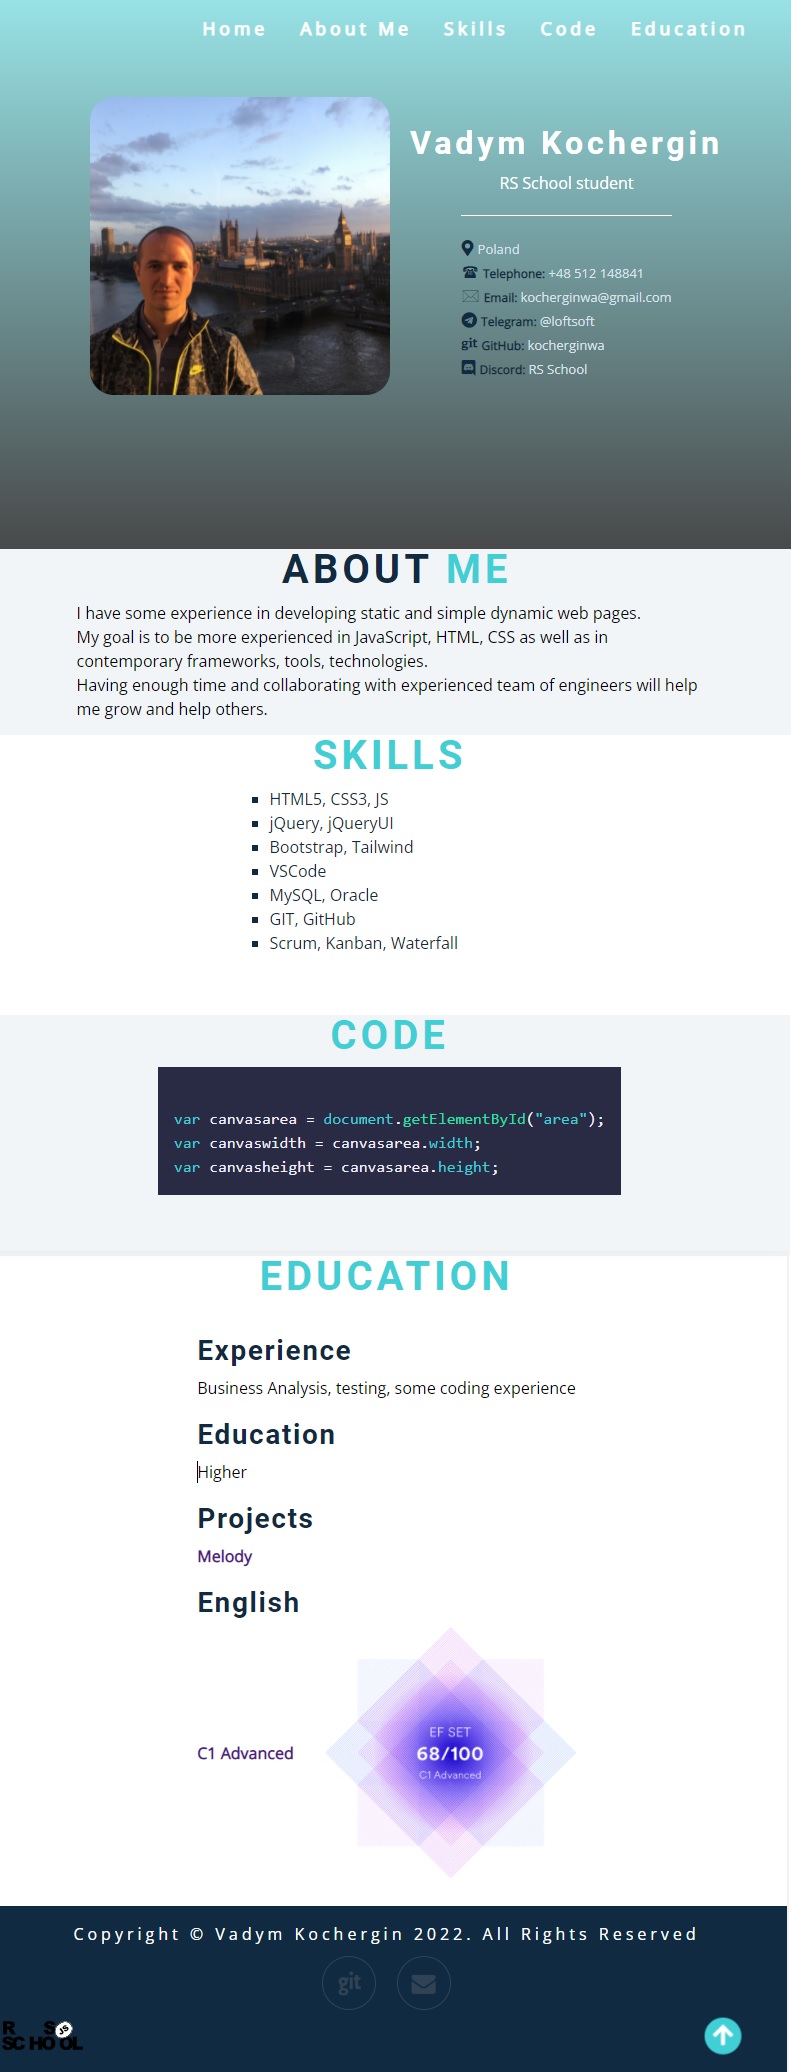 Home About Me Skills Code Education
Vadym Kochergin
RS School student
Poland
Telephone: +48 512 148841
Email: kocherginwa@gmail.com
Telegram: @loftsoft
git GitHub: kocherginwa
Discord: RS School
ABOUT ME
I have some experience in developing static and simple dynamic web pages.
My goal is to be more experienced in JavaScript, HTML, CSS as well as in
contemporary frameworks, tools, technologies.
Having enough time and collaborating with experienced team of engineers will help
me grow and help others.
SKILLS
HTML5, CSS3, JS
jQuery, jQueryUI
Bootstrap, Tailwind
VSCode
MySQL, Oracle
GIT, GitHub
Scrum, Kanban, Waterfall
CODE
var canvasarea = document.getElementById("area");
var canvaswidth = canvasarea.width;
var canvasheight = canvasarea.height;
EDUCATION
Experience
Business Analysis, testing, some coding experience
Education
Higher
Projects
Melody
English
EF SET
68/100
C1 Advanced
C1 Advanced
Copyright © Vadym Kochergin 2022. All Rights Reserved
git
R S JS
SCHOOL